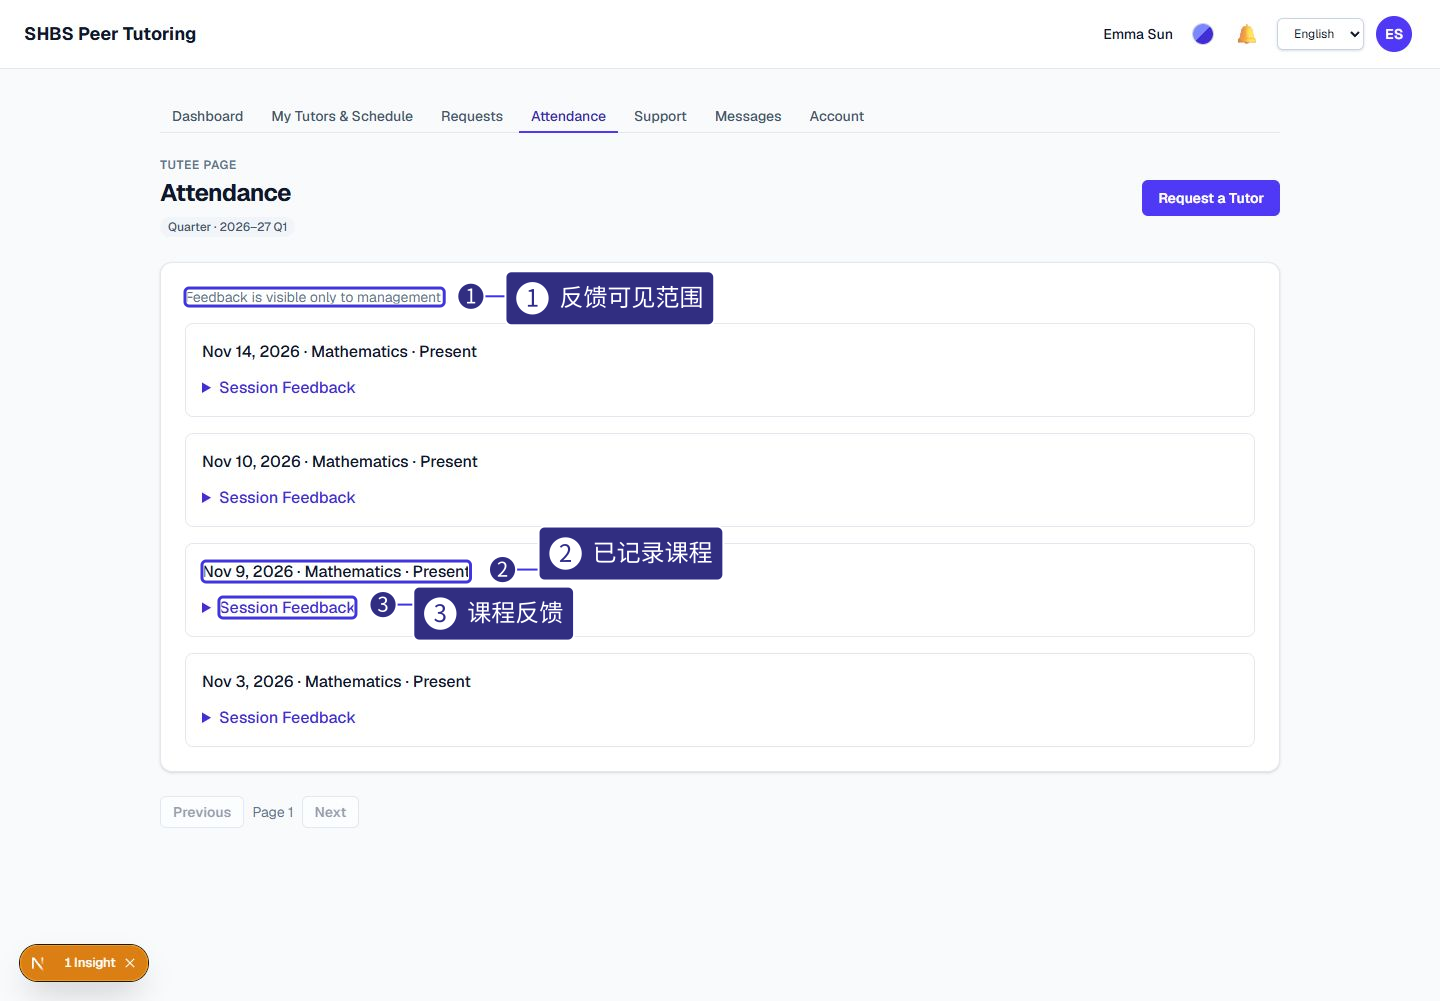 SHBS Peer Tutoring
Emma Sun
English
ES
Dashboard
My Tutors & Schedule
Requests
Attendance
Support
Messages
Account
TUTEE PAGE
Attendance
Request a Tutor
Quarter · 2026–27 Q1
Feedback is visible only to management.
1
1 反馈可见范围
Nov 14, 2026 · Mathematics · Present
Session Feedback
Nov 10, 2026 · Mathematics · Present
Session Feedback
Nov 9, 2026 · Mathematics · Present
2
2 已记录课程
Session Feedback
3
3 课程反馈
Nov 3, 2026 · Mathematics · Present
Session Feedback
Previous
Page 1
Next
N
1 Insight